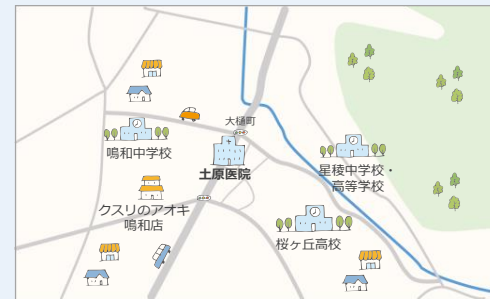 大樋町
鳴和中学校
土原医院
星稜中学校・
高等学校
クスリのアオキ
鳴和店
桜ヶ丘高校